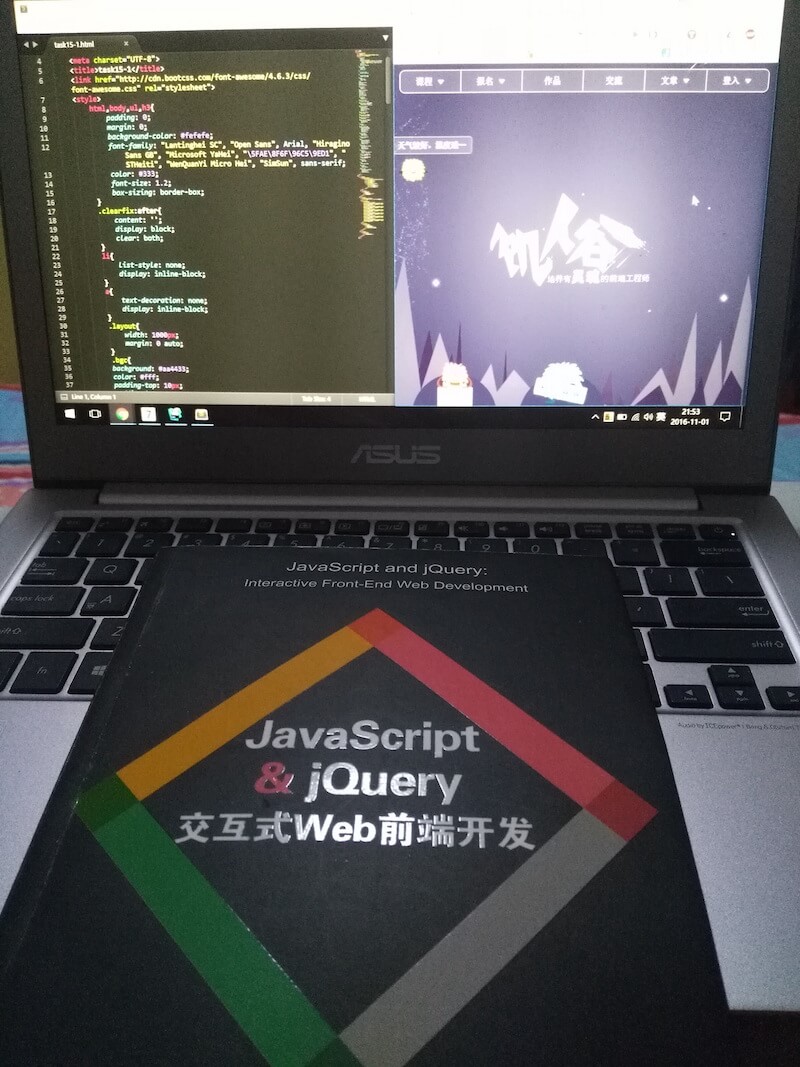 task15-1.html
4 <meta charset="UTF-8">
5 <title>task15-1</title>
6 <link href="http://cdn.bootcss.com/font-awesome/4.6.3/css/
font-awesome.css" rel="stylesheet">
7 <style>
8 html,body,ul,h3{
9 padding: 0;
10 margin: 0;
11 background-color: #fefefe;
12 font-family: "Lantinghei SC", "Open Sans", Arial, "Hiragino
Sans GB", "Microsoft YaHei", "\5FAE\8F6F\96C5\9ED1", "
STHeiti", "WenQuanYi Micro Hei", "SimSun", sans-serif;
13 color: #333;
14 font-size: 1.2;
15 box-sizing: border-box;
16 }
17 .clearfix:after{
18 content: '';
19 display: block;
20 clear: both;
21 }
22 li{
23 list-style: none;
24 display: inline-block;
25 }
26 a{
27 text-decoration: none;
28 display: inline-block;
29 }
30 .layout{
31 width: 1000px;
32 margin: 0 auto;
33 }
34 .bgc{
35 background: #aa4433;
36 color: #fff;
37 padding-top: 10px;
Line 1, Column 1
Tab Size: 4
HTML
课程
报名
作品
交流
文章
登入
饥人谷
培养有灵魂的前端工程师
英
21:53
2016-11-01
ASUS
1 2 8 9 0
backspace
tab
Q
caps lock
A
enter
Z
shift
fn
JavaScript and jQuery:
Interactive Front-End Web Development
JavaScript
& jQuery
交互式Web前端开发